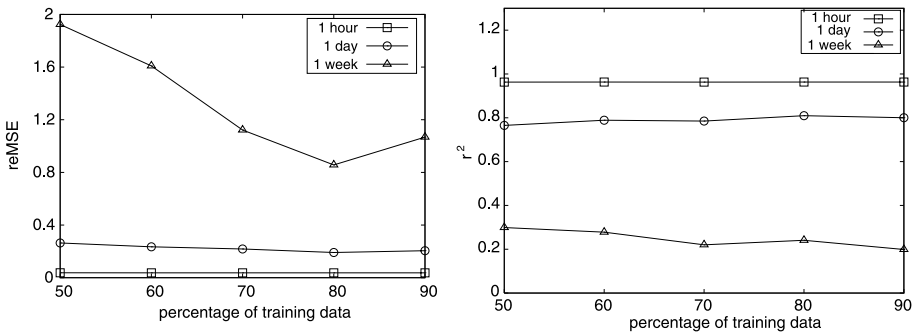 2
1.6
1.2
0.8
0.4
0
reMSE
50 60 70 80 90
percentage of training data
1 hour
1 day
1 week
1.2
1
0.8
0.6
0.4
0.2
0
r 2
50 60 70 80 90
percentage of training data
1 hour
1 day
1 week